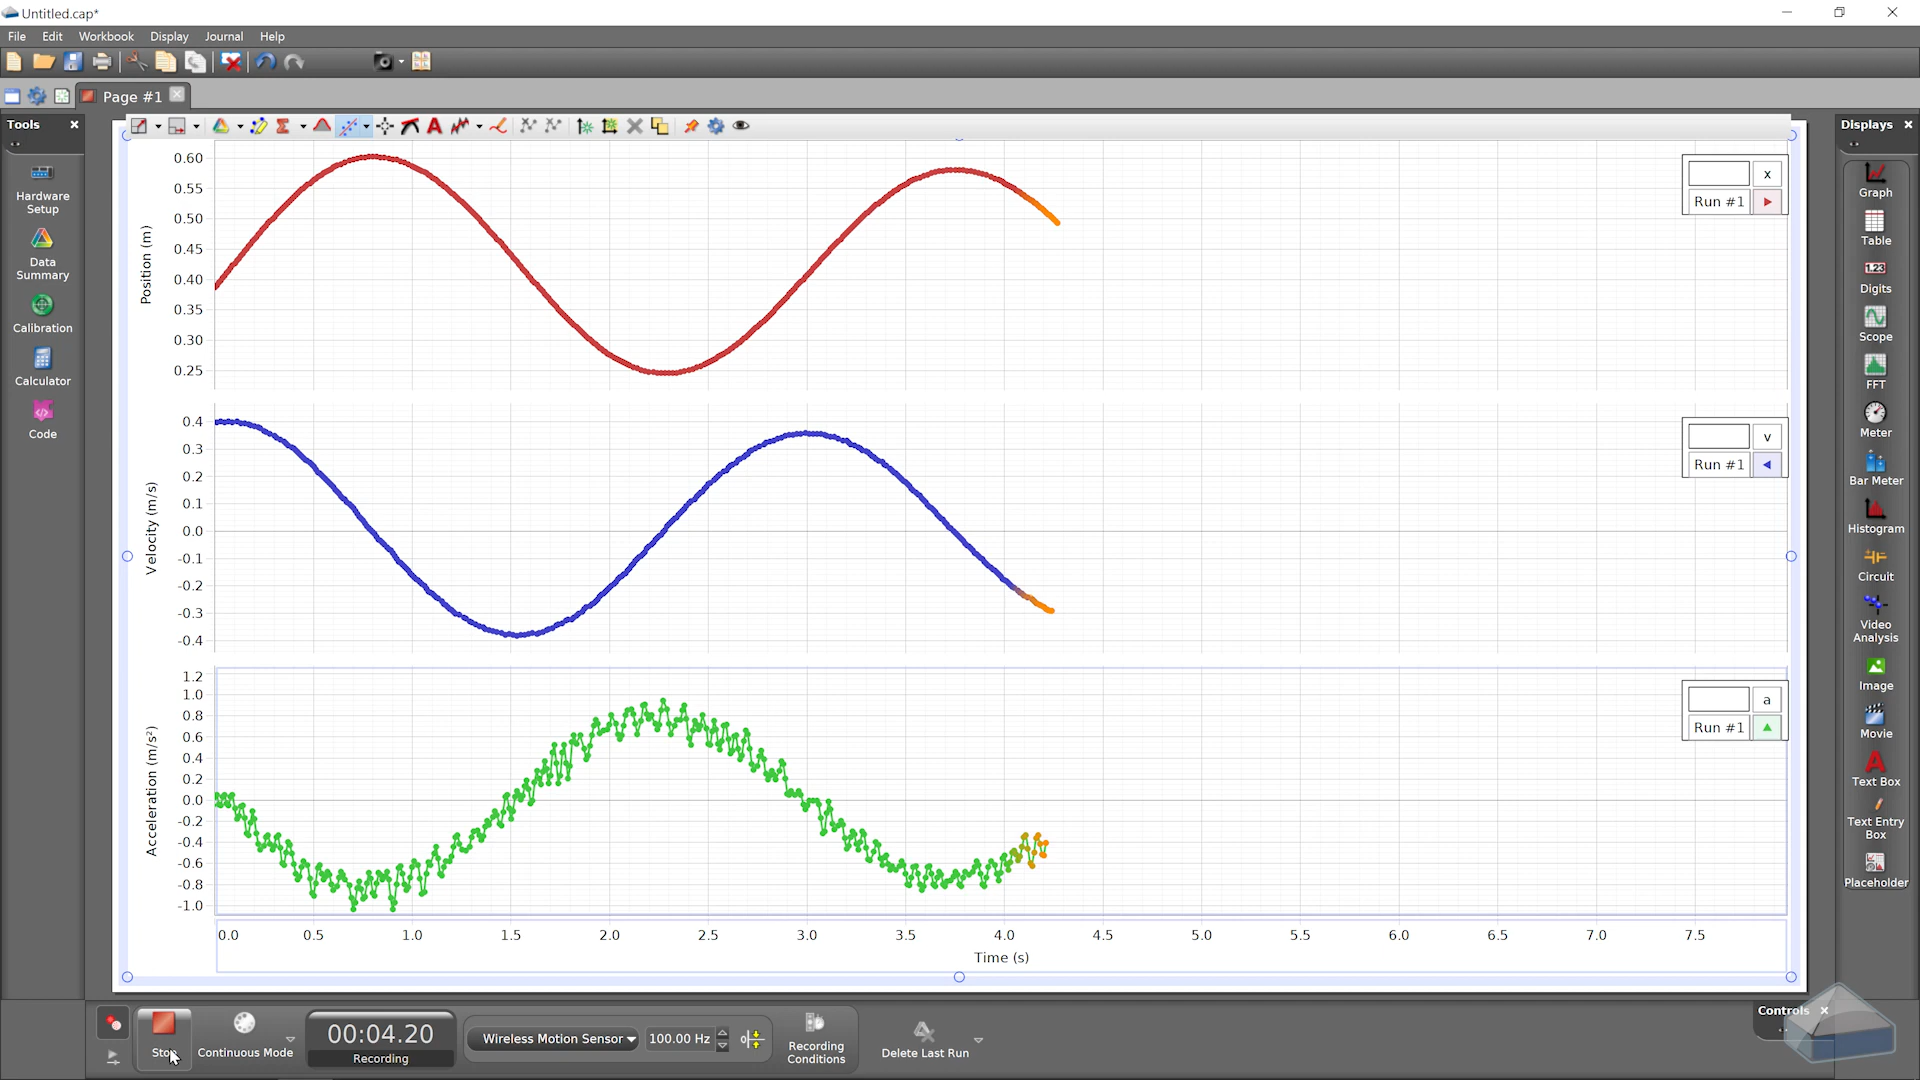 Untitled.cap*
File Edit Workbook Display Journal Help
Page #1
Tools
Hardware
Setup
Data
Summary
Calibration
Calculator
Code
0.60
0.55
0.50
0.45
0.40
0.35
0.30
0.25
Position (m)
x
Run #1
0.4
0.3
0.2
0.1
0.0
-0.1
-0.2
-0.3
-0.4
Velocity (m/s)
v
Run #1
1.2
1.0
0.8
0.6
0.4
0.2
0.0
-0.2
-0.4
-0.6
-0.8
-1.0
Acceleration (m/s²)
a
Run #1
0.0 0.5 1.0 1.5 2.0 2.5 3.0 3.5 4.0 4.5 5.0 5.5 6.0 6.5 7.0 7.5
Time (s)
Displays
Graph
Table
1.23
Digits
Scope
FFT
Meter
Bar Meter
Histogram
Circuit
Video
Analysis
Image
Movie
Text Box
Text Entry
Box
Placeholder
Stop
Continuous Mode
00:04.20
Recording
Wireless Motion Sensor
100.00 Hz
Recording
Conditions
Delete Last Run
Controls